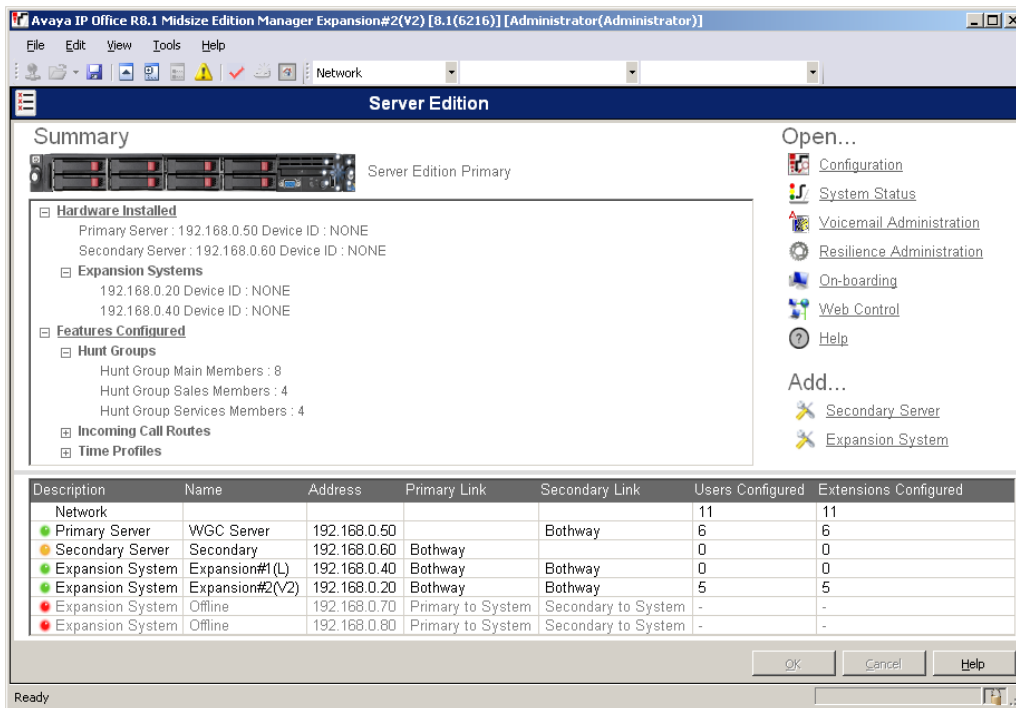 Avaya IP Office R8.1 Midsize Edition Manager Expansion#2(V2) [8.1(6216)] [Administrator(Administrator)]
File Edit View Tools Help
Network
Server Edition
Summary
Server Edition Primary
Hardware Installed
Primary Server : 192.168.0.50 Device ID : NONE
Secondary Server : 192.168.0.60 Device ID : NONE
Expansion Systems
192.168.0.20 Device ID : NONE
192.168.0.40 Device ID : NONE
Features Configured
Hunt Groups
Hunt Group Main Members : 8
Hunt Group Sales Members : 4
Hunt Group Services Members : 4
Incoming Call Routes
Time Profiles
Open...
Configuration
System Status
Voicemail Administration
Resilience Administration
On-boarding
Web Control
Help
Add...
Secondary Server
Expansion System
Description Name Address Primary Link Secondary Link Users Configured Extensions Configured
Network 11 11
Primary Server WGC Server 192.168.0.50 Bothway 6 6
Secondary Server Secondary 192.168.0.60 Bothway 0 0
Expansion System Expansion#1(L) 192.168.0.40 Bothway Bothway 0 0
Expansion System Expansion#2(V2) 192.168.0.20 Bothway Bothway 5 5
Expansion System Offline 192.168.0.70 Primary to System Secondary to System - -
Expansion System Offline 192.168.0.80 Primary to System Secondary to System - -
OK Cancel Help
Ready